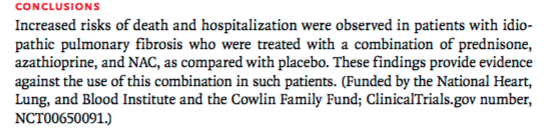 CONCLUSIONS
Increased risks of death and hospitalization were observed in patients with idio-
pathic pulmonary fibrosis who were treated with a combination of prednisone,
azathioprine, and NAC, as compared with placebo. These findings provide evidence
against the use of this combination in such patients. (Funded by the National Heart,
Lung, and Blood Institute and the Cowlin Family Fund; ClinicalTrials.gov number,
NCT00650091.)